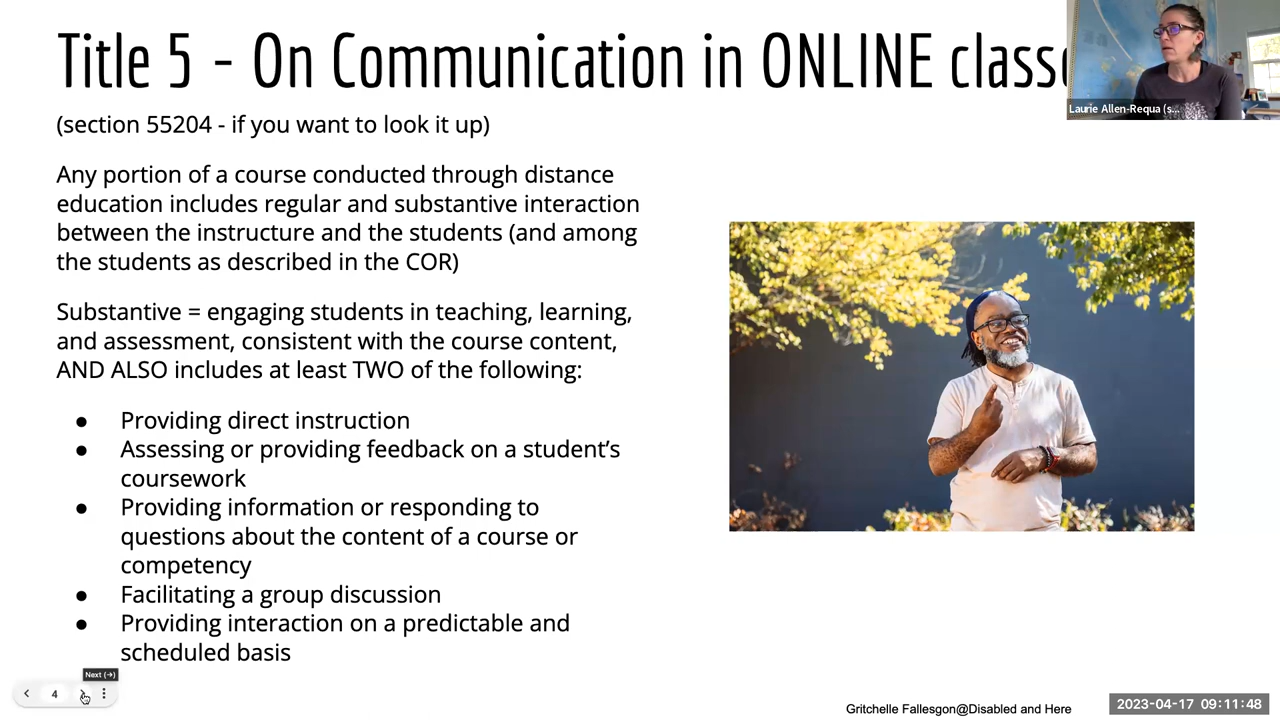 Title 5 - On Communication in ONLINE classe
Laurie Allen-Requa (s...
(section 55204 - if you want to look it up)
Any portion of a course conducted through distance
education includes regular and substantive interaction
between the instructure and the students (and among
the students as described in the COR)
Substantive = engaging students in teaching, learning,
and assessment, consistent with the course content,
AND ALSO includes at least TWO of the following:
● Providing direct instruction
● Assessing or providing feedback on a student’s
coursework
● Providing information or responding to
questions about the content of a course or
competency
● Facilitating a group discussion
● Providing interaction on a predictable and
scheduled basis
Next (→)
4
Gritchelle Fallesgon@Disabled and Here
2023-04-17 09:11:48